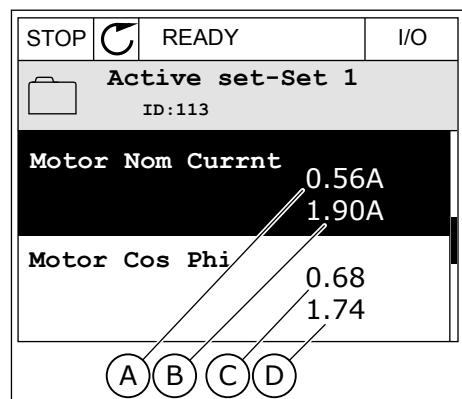 STOP READY I/O
Active set-Set 1
ID:113
Motor Nom Currnt
0.56A
1.90A
Motor Cos Phi
0.68
1.74
A B C D